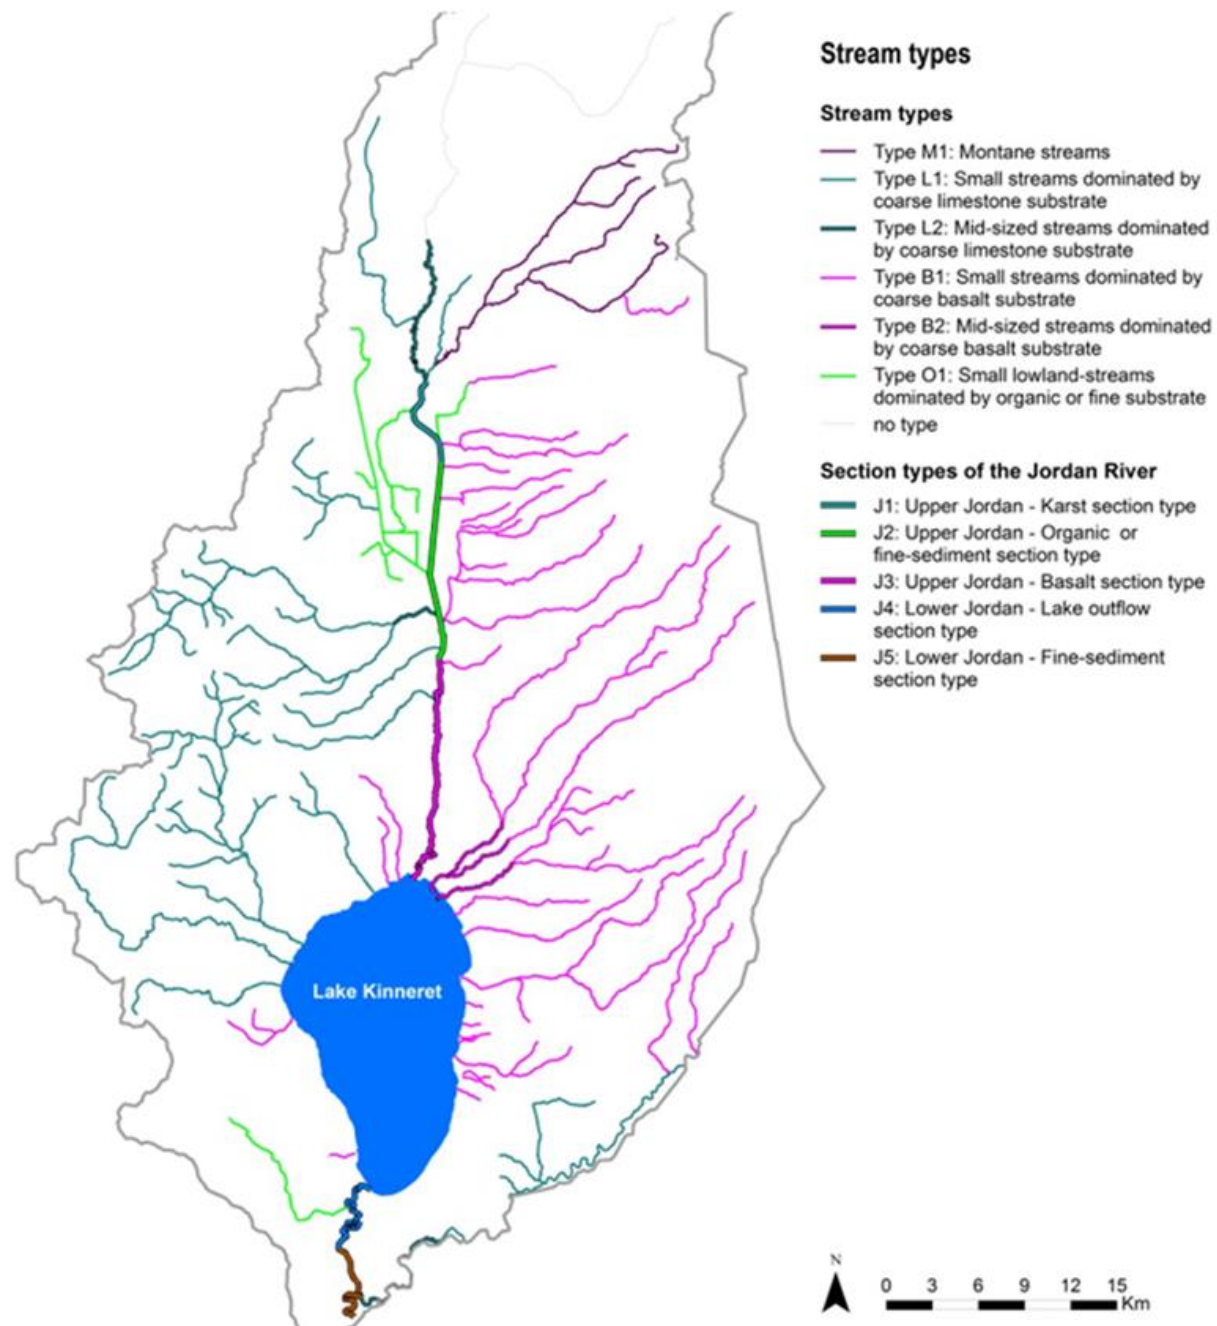 Stream types
Stream types
Type M1: Montane streams
Type L1: Small streams dominated by
coarse limestone substrate
Type L2: Mid-sized streams dominated
by coarse limestone substrate
Type B1: Small streams dominated by
coarse basalt substrate
Type B2: Mid-sized streams dominated
by coarse basalt substrate
Type O1: Small lowland-streams
dominated by organic or fine substrate
no type
Section types of the Jordan River
J1: Upper Jordan - Karst section type
J2: Upper Jordan - Organic or
fine-sediment section type
J3: Upper Jordan - Basalt section type
J4: Lower Jordan - Lake outflow
section type
J5: Lower Jordan - Fine-sediment
section type
Lake Kinneret
N
0 3 6 9 12 15
Km